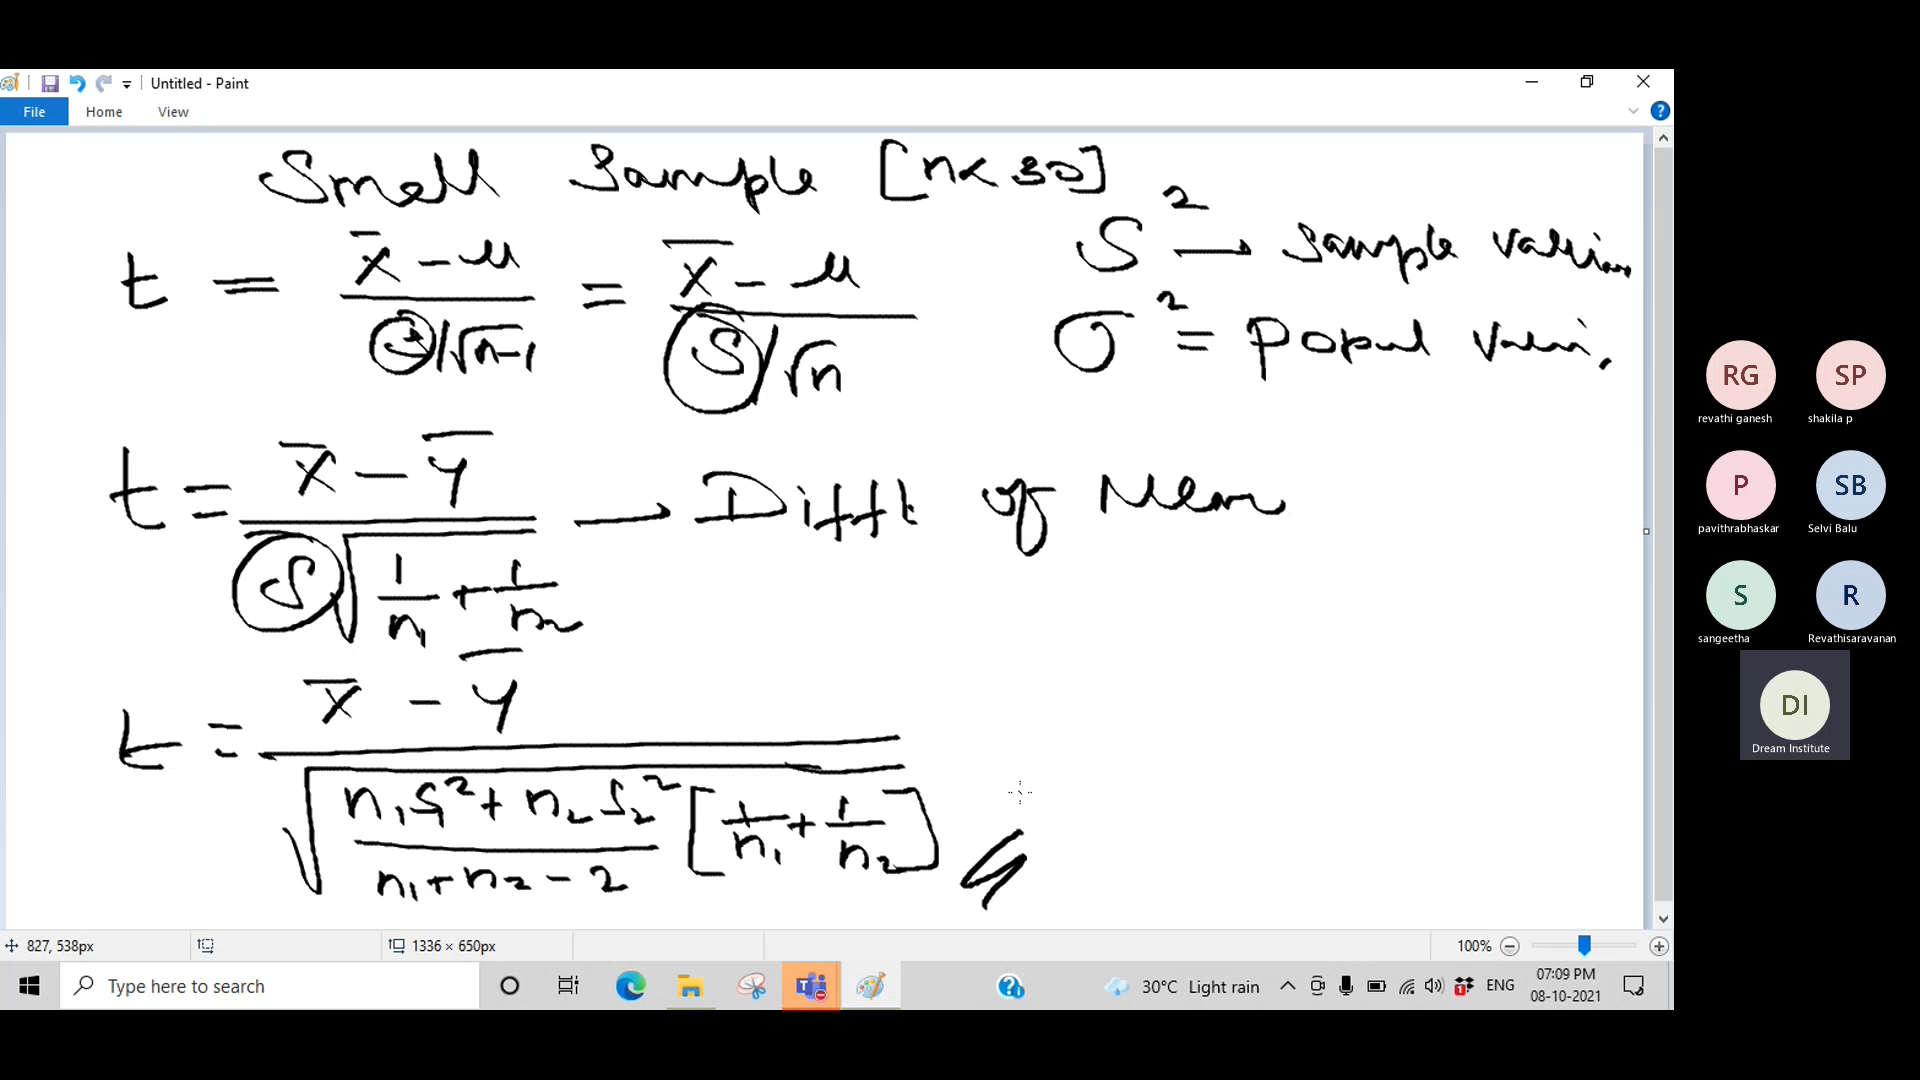 Untitled - Paint
File Home View
Small Sample [n<30]
t = x̄ - μ / s/√n-1 = x̄ - μ / S/√n
S² → Sample
σ² = Popul
t = x̄ - ȳ / S√1/n₁ + 1/n₂ → Difft of Mean
t = x̄ - ȳ / √n₁s₁² + n₂s₂² / n₁+n₂-2 [1/n₁ + 1/n₂]
RG SP
revathi ganesh shakila p
P SB
pavithrabhaskar Selvi Balu
S R
sangeetha Revathisaravanan
DI
Dream Institute
827, 538px 1336 × 650px 100%
Type here to search 30°C Light rain ENG 07:09 PM
08-10-2021